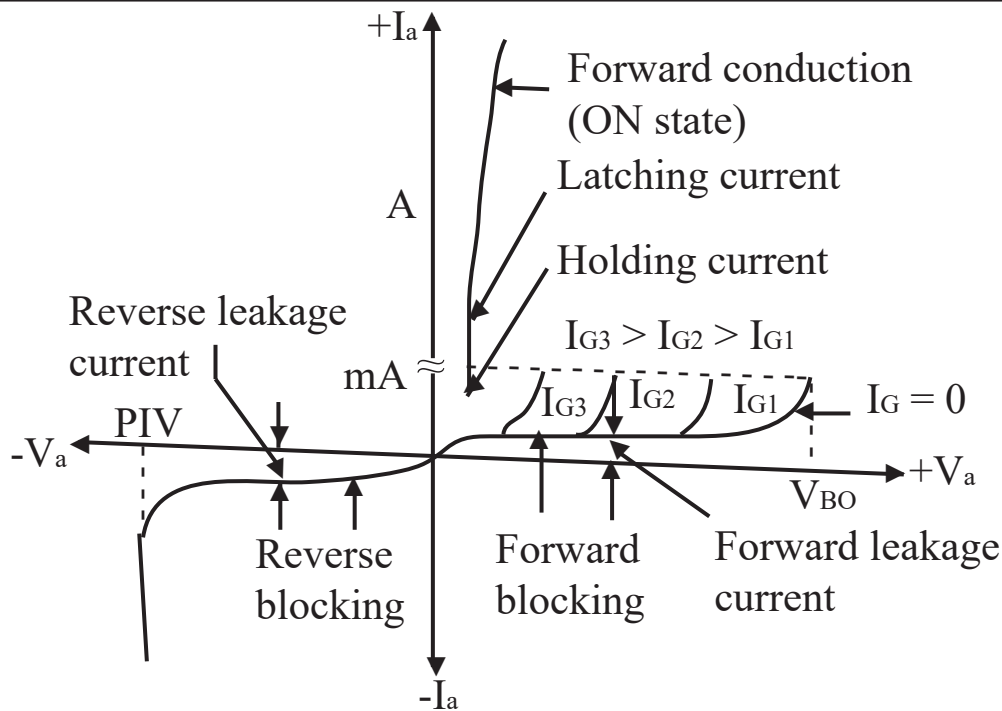 +Ia
Forward conduction
(ON state)
A
Latching current
Holding current
Reverse leakage
current
IG3 > IG2 > IG1
mA
IG3
IG2
IG1
IG = 0
PIV
-Va
+Va
VBO
Reverse
blocking
Forward
blocking
Forward leakage
current
-Ia